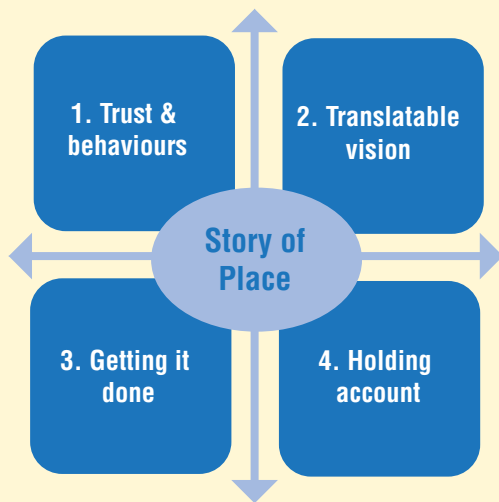 1. Trust &
behaviours
2. Translatable
vision
Story of
Place
3. Getting it
done
4. Holding
account